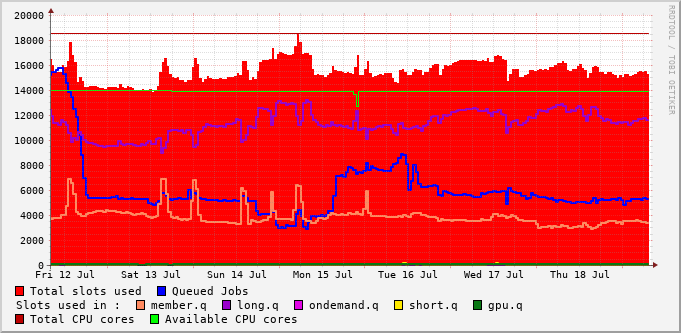 20000
18000
16000
14000
12000
10000
8000
6000
4000
2000
0
Fri 12 Jul Sat 13 Jul Sun 14 Jul Mon 15 Jul Tue 16 Jul Wed 17 Jul Thu 18 Jul
RRDTOOL / TOBI OETIKER
Total slots used Queued Jobs
Slots used in : member.q long.q ondemand.q short.q gpu.q
Total CPU cores Available CPU cores